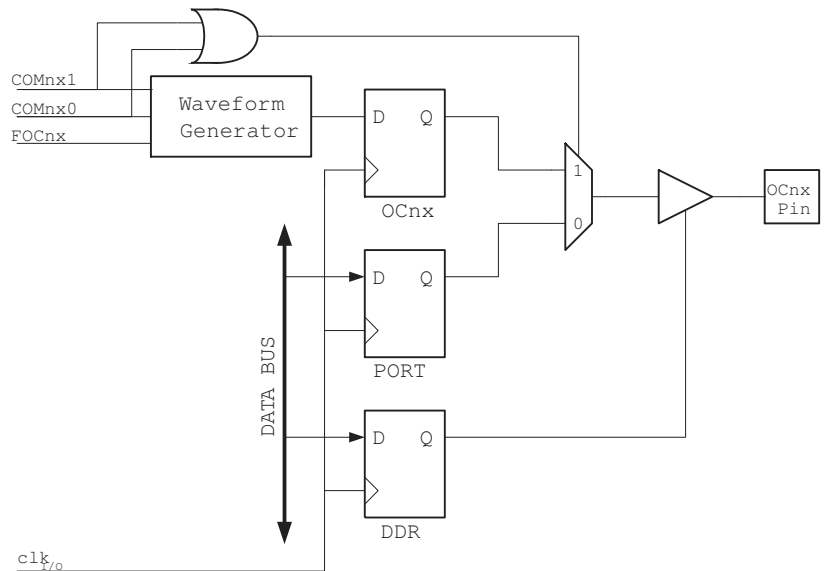 COMnx1
COMnx0
FOCnx
Waveform
Generator
D Q
OCnx
1
0
OCnx
Pin
DATA BUS
D Q
PORT
D Q
DDR
clkI/O